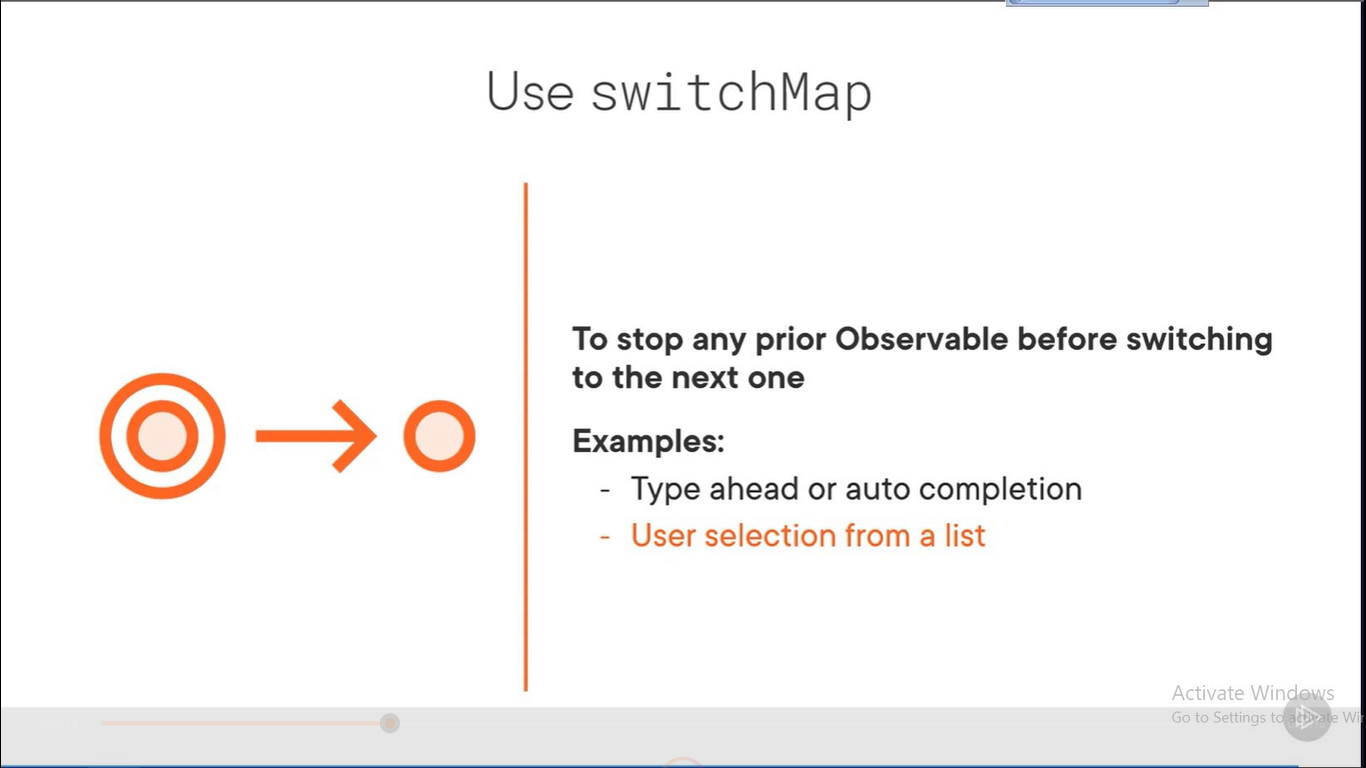 Use switchMap
To stop any prior Observable before switching
to the next one
Examples:
- Type ahead or auto completion
- User selection from a list
Activate Windows
Go to Settings to activate